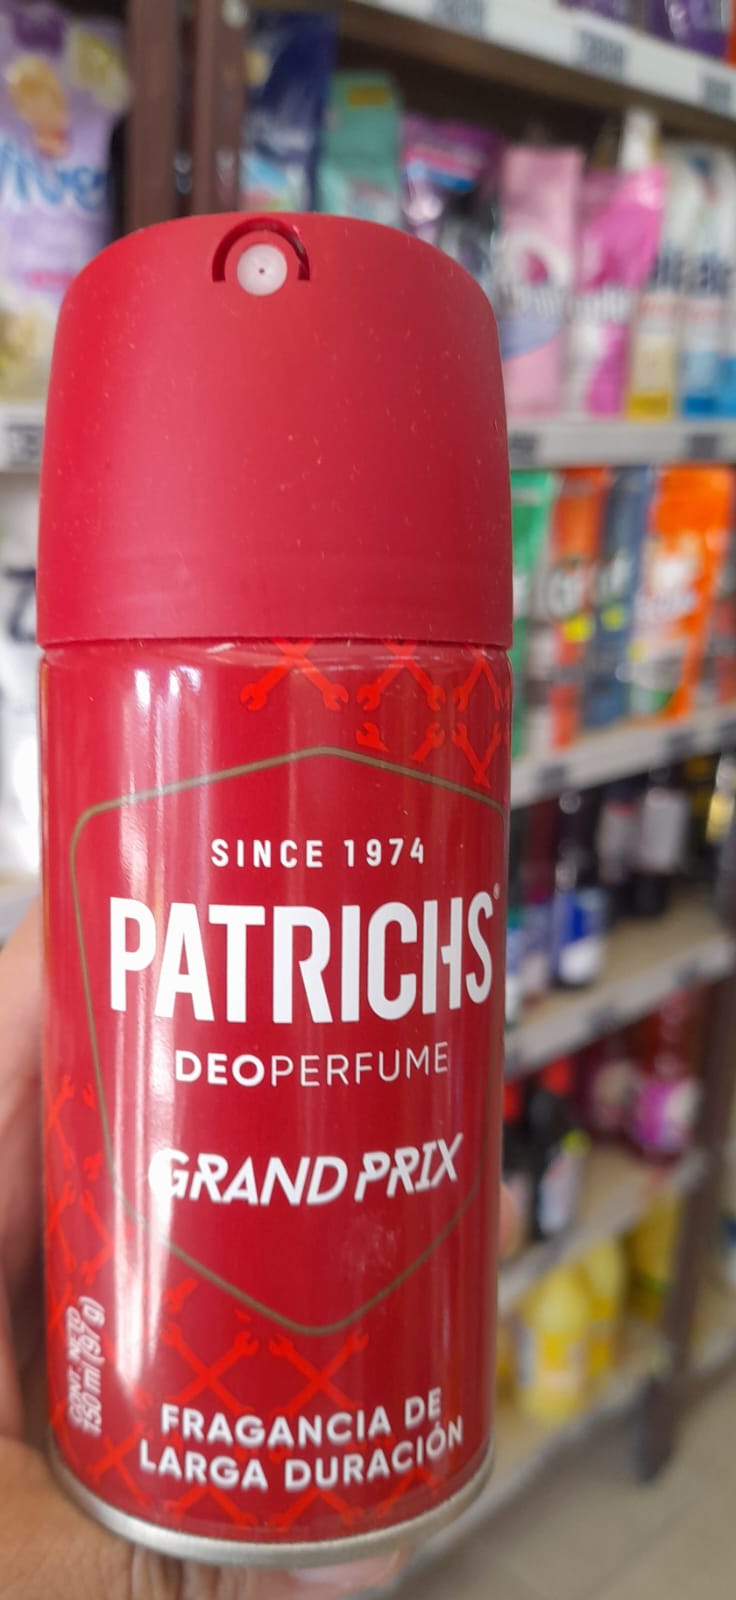 SINCE 1974
PATRICHS®
DEOPERFUME
GRAND PRIX
CONT. NETO
150 ml (97 g)
FRAGANCIA DE
LARGA DURACIÓN